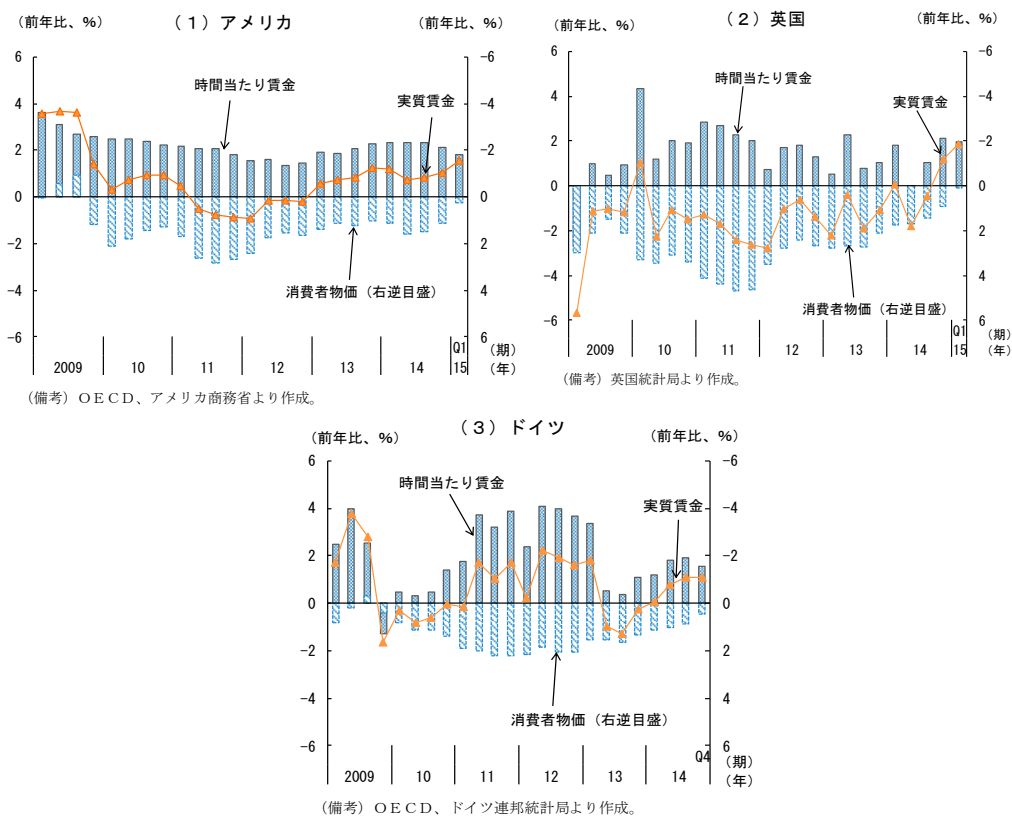 （１）アメリカ
(前年比、%)
(前年比、%)
6
4
2
0
-2
-4
-6
-6
-4
-2
0
2
4
6
時間当たり賃金
実質賃金
消費者物価（右逆目盛）
Q1
(期)
2009
10
11
12
13
14
15
(年)
（備考）ＯＥＣＤ、アメリカ商務省より作成。
（２）英国
(前年比、%)
(前年比、%)
6
4
2
0
-2
-4
-6
-6
-4
-2
0
2
4
6
時間当たり賃金
実質賃金
消費者物価（右逆目盛）
Q1
(期)
2009
10
11
12
13
14
15
(年)
（備考）英国統計局より作成。
（３）ドイツ
(前年比、%)
(前年比、%)
6
4
2
0
-2
-4
-6
-6
-4
-2
0
2
4
6
時間当たり賃金
実質賃金
消費者物価（右逆目盛）
Q4
(期)
2009
10
11
12
13
14
(年)
（備考）ＯＥＣＤ、ドイツ連邦統計局より作成。